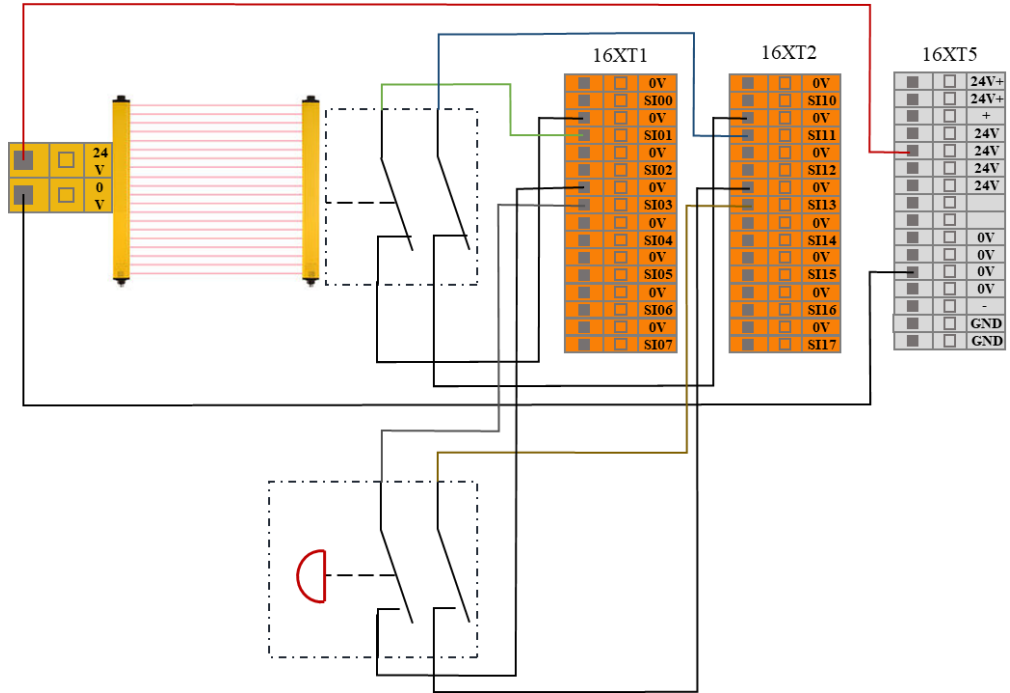 16XT1
16XT2
16XT5
24
V
0
V
0V
SI00
0V
SI01
0V
SI02
0V
SI03
0V
SI04
0V
SI05
0V
SI06
0V
SI07
0V
SI10
0V
SI11
0V
SI12
0V
SI13
0V
SI14
0V
SI15
0V
SI16
0V
SI17
24V+
24V+
+
24V
24V
24V
24V
0V
0V
0V
0V
-
GND
GND